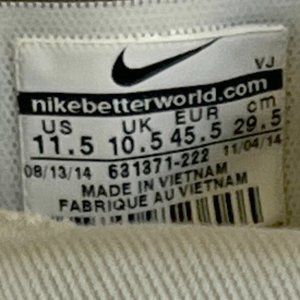 VJ
nikebetterworld.com
US UK EUR cm
11.5 10.5 45.5 29.5
08/13/14 631371-222 11/04/14
MADE IN VIETNAM
FABRIQUE AU VIETNAM